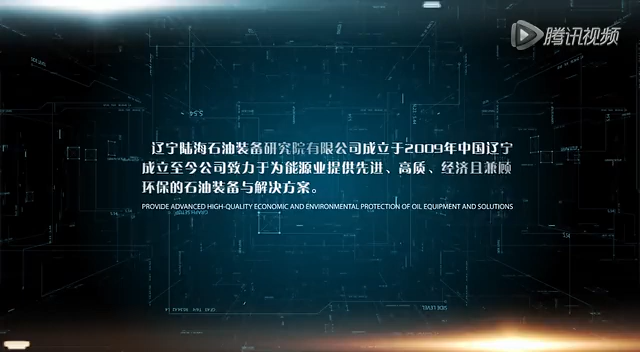 腾讯视频
5.54
辽宁陆海石油装备研究院有限公司成立于2009年中国辽宁
成立至今公司致力于为能源业提供先进、高质、经济且兼顾
环保的石油装备与解决方案。
PROVIDE ADVANCED HIGH-QUALITY ECONOMIC AND ENVIRONMENTAL PROTECTION OF OIL EQUIPMENT AND SOLUTIONS
SIDE LEVEL